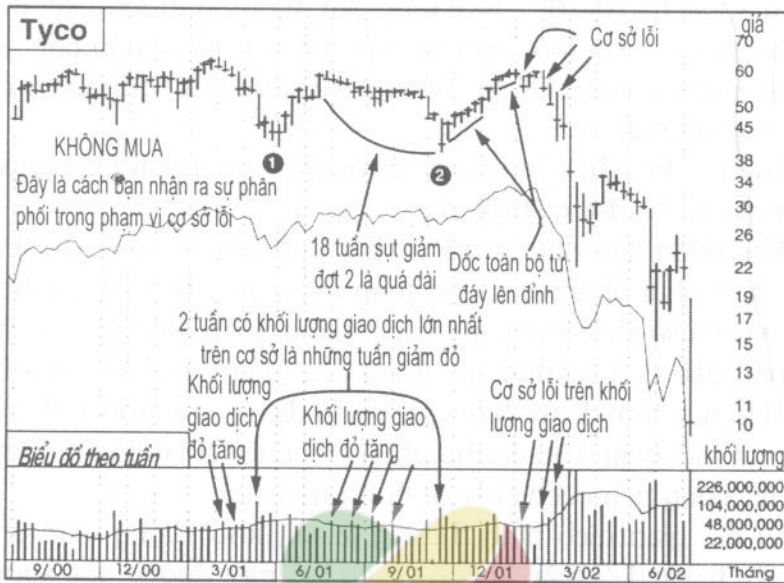 Tyco
giá
Cơ sở lỗi
70
60
50
45
38
34
30
26
22
19
17
15
13
11
10
KHÔNG MUA
Đây là cách bạn nhận ra sự phân
phối trong phạm vi cơ sở lỗi
1
2
18 tuần sụt giảm
đợt 2 là quá dài
Dốc toàn bộ từ
đáy lên đỉnh
2 tuần có khối lượng giao dịch lớn nhất
trên cơ sở là những tuần giảm đỏ
Khối lượng
giao dịch
đỏ tăng
Khối lượng giao
dịch đỏ tăng
Cơ sở lỗi trên khối
lượng giao dịch
Biểu đồ theo tuần
khối lượng
226,000,000
104,000,000
48,000,000
22,000,000
9/00 12/00 3/01 6/01 9/01 12/01 3/02 6/02 Tháng